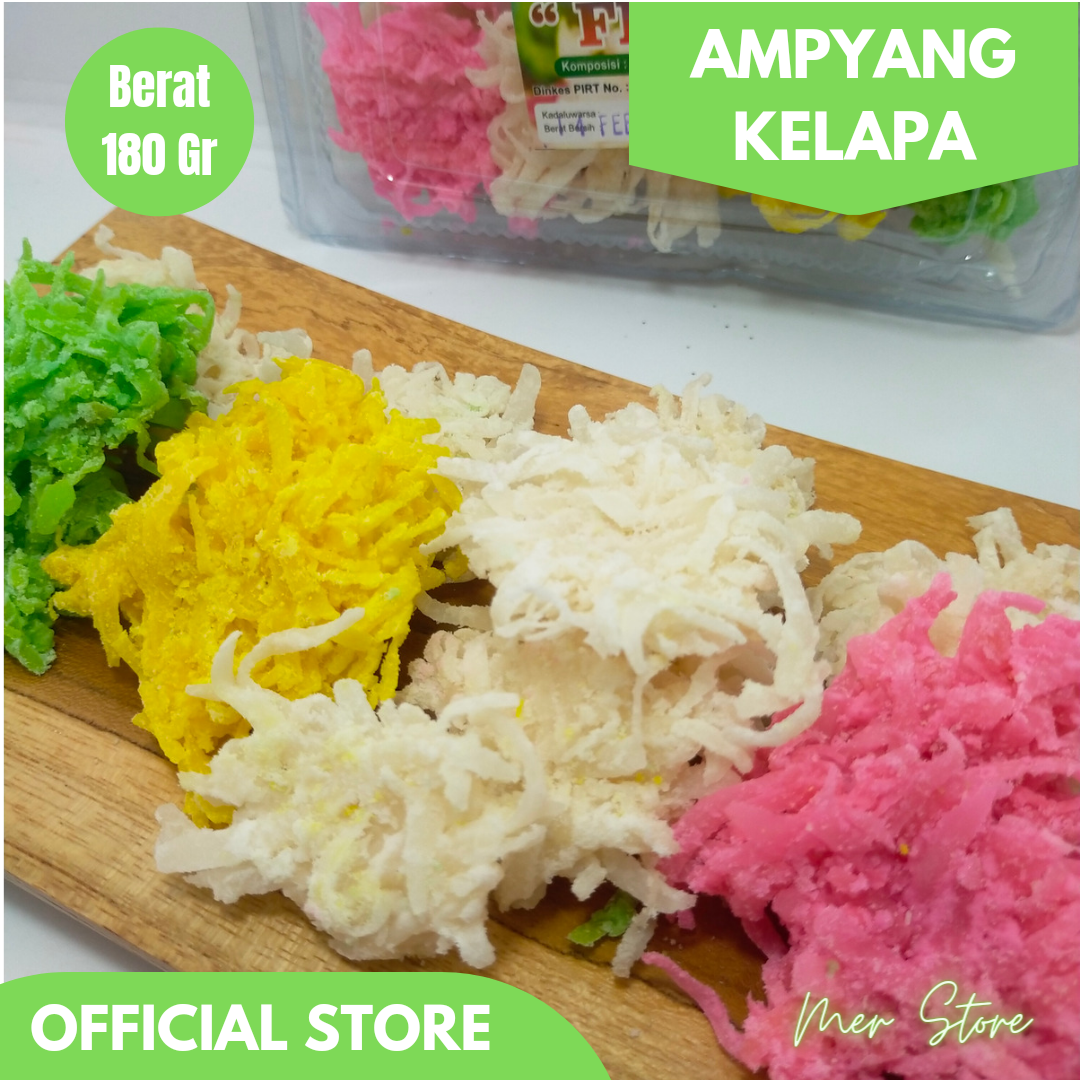 Berat
180 Gr
AMPYANG
KELAPA
Komposisi :
Dinkes PIRT No. :
Kadaluwarsa
Berat Bersih
OFFICIAL STORE
Mer Store